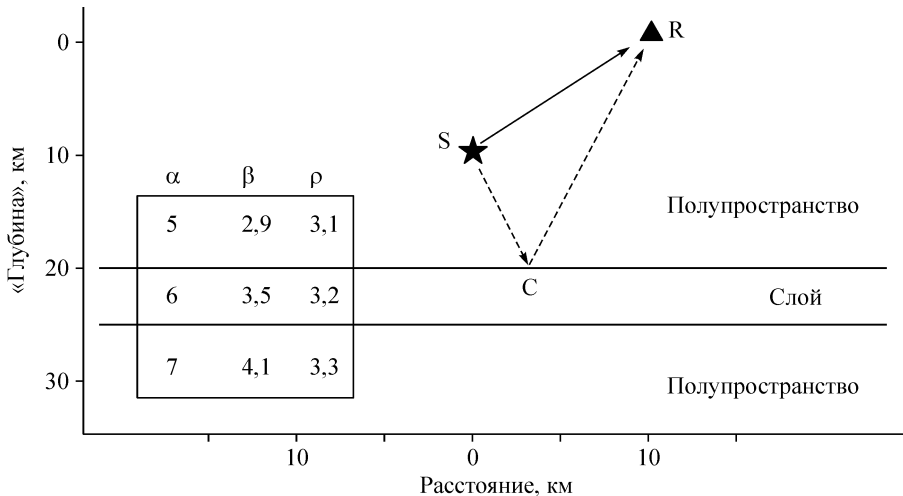 0
R
S
10
α β ρ
5 2,9 3,1
Полупространство
20
C
6 3,5 3,2
Слой
7 4,1 3,3
30
Полупространство
«Глубина», км
10 0 10
Расстояние, км